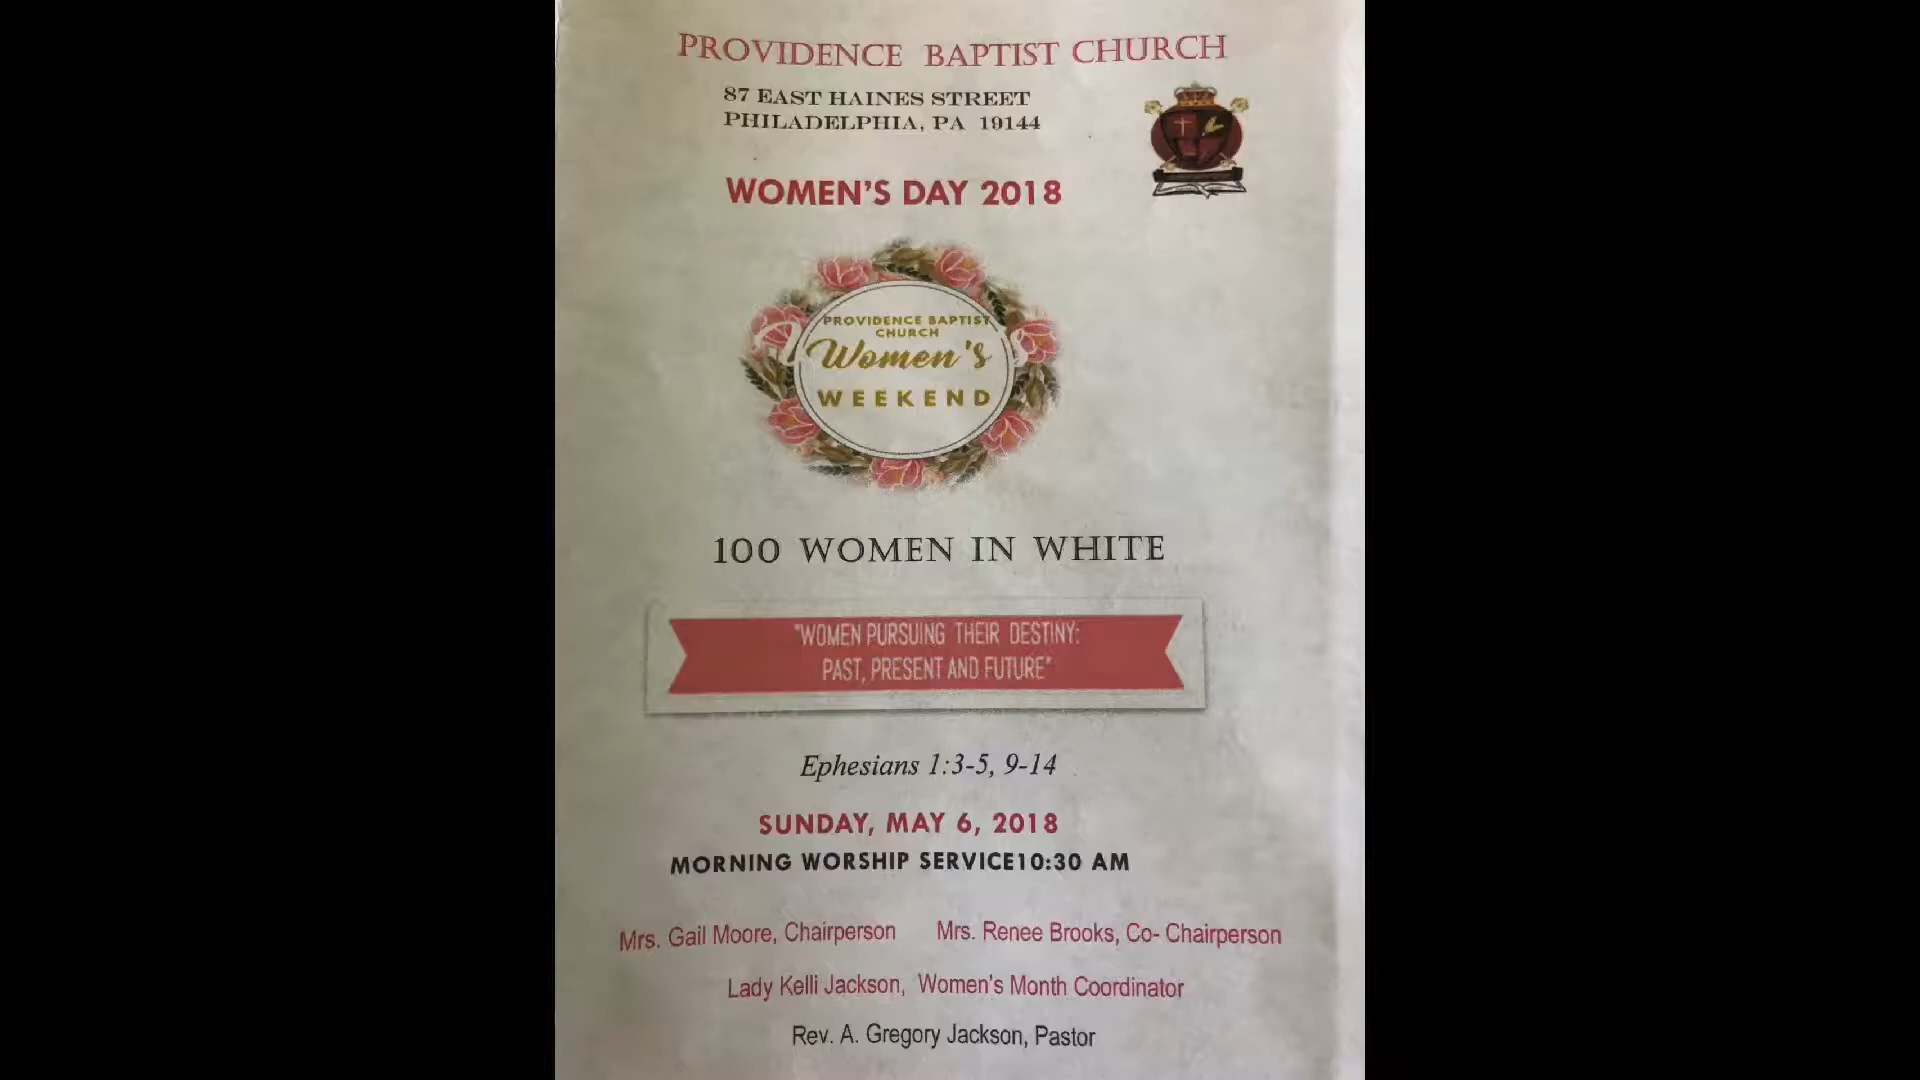 PROVIDENCE BAPTIST CHURCH
87 EAST HAINES STREET
PHILADELPHIA, PA 19144
WOMEN'S DAY 2018
PROVIDENCE BAPTIST
CHURCH
Women's
WEEKEND
100 WOMEN IN WHITE
"WOMEN PURSUING THEIR DESTINY:
PAST, PRESENT AND FUTURE"
Ephesians 1:3-5, 9-14
SUNDAY, MAY 6, 2018
MORNING WORSHIP SERVICE10:30 AM
Mrs. Gail Moore, Chairperson Mrs. Renee Brooks, Co- Chairperson
Lady Kelli Jackson, Women's Month Coordinator
Rev. A. Gregory Jackson, Pastor